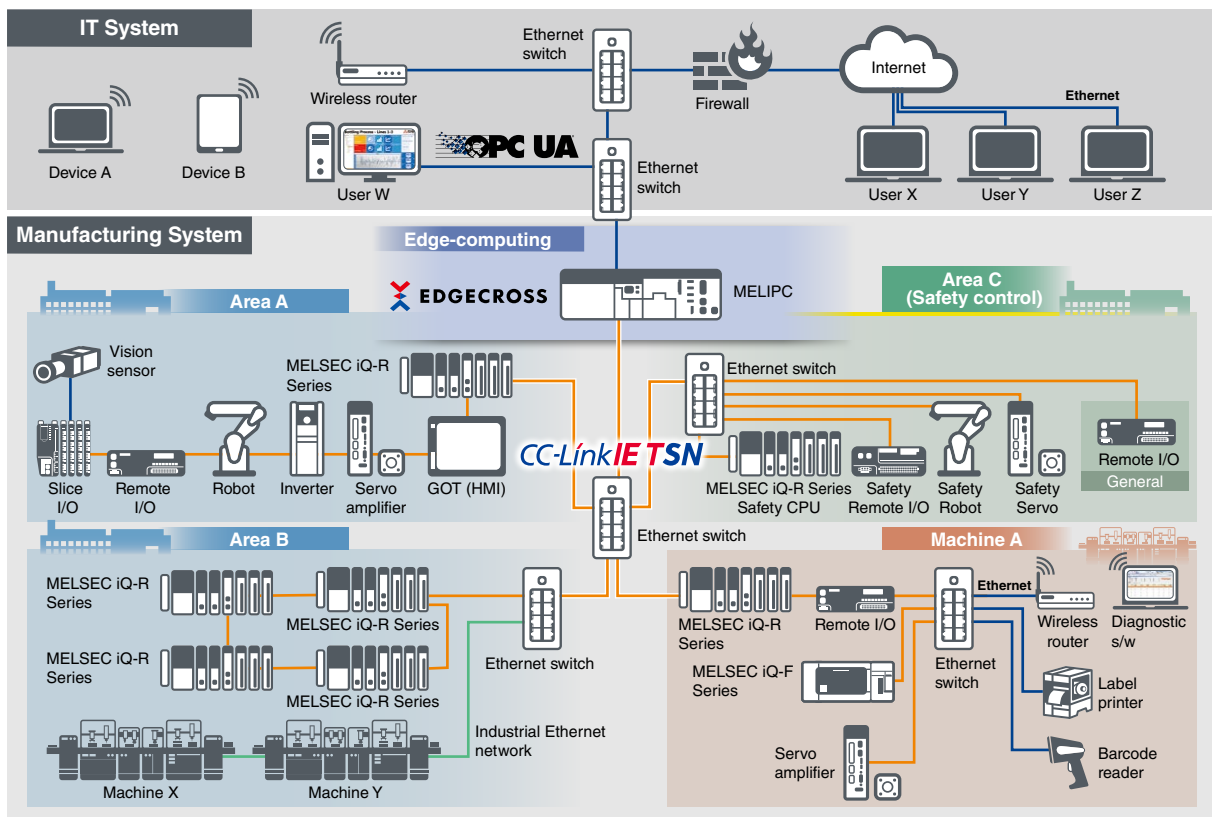 IT System
Ethernet
switch
Wireless router
Firewall
Internet
Ethernet
Device A
Device B
OPC UA
User W
Ethernet
switch
User X
User Y
User Z
Manufacturing System
Edge-computing
EDGECROSS
MELIPC
Area A
Vision
sensor
MELSEC iQ-R
Series
Slice
I/O
Remote
I/O
Robot
Inverter
Servo
amplifier
GOT (HMI)
CC-Link IE TSN
Ethernet switch
Area C
(Safety control)
Ethernet switch
MELSEC iQ-R Series
Safety CPU
Safety
Remote I/O
Safety
Robot
Safety
Servo
Remote I/O
General
Area B
MELSEC iQ-R
Series
MELSEC iQ-R Series
MELSEC iQ-R
Series
MELSEC iQ-R Series
Ethernet switch
Industrial Ethernet
network
Machine X
Machine Y
Machine A
MELSEC iQ-R
Series
Remote I/O
Ethernet
Wireless
router
Diagnostic
s/w
MELSEC iQ-F
Series
Ethernet
switch
Label
printer
Servo
amplifier
Barcode
reader